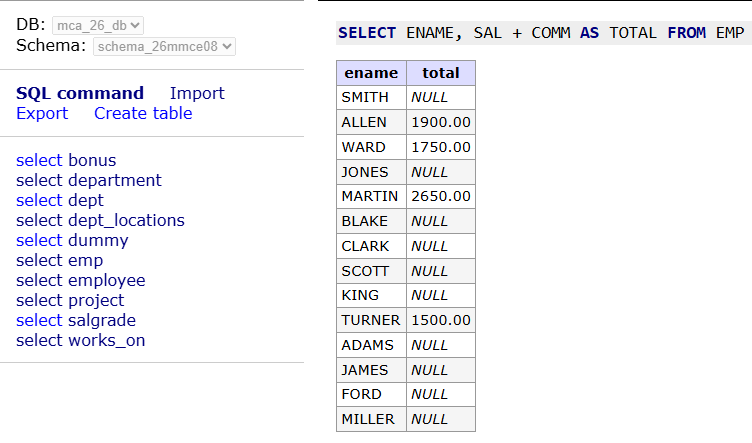 DB: mca_26_db
Schema: schema_26mmce08
SQL command Import
Export Create table
select bonus
select department
select dept
select dept_locations
select dummy
select emp
select employee
select project
select salgrade
select works_on
SELECT ENAME, SAL + COMM AS TOTAL FROM EMP
ename total
SMITH NULL
ALLEN 1900.00
WARD 1750.00
JONES NULL
MARTIN 2650.00
BLAKE NULL
CLARK NULL
SCOTT NULL
KING NULL
TURNER 1500.00
ADAMS NULL
JAMES NULL
FORD NULL
MILLER NULL